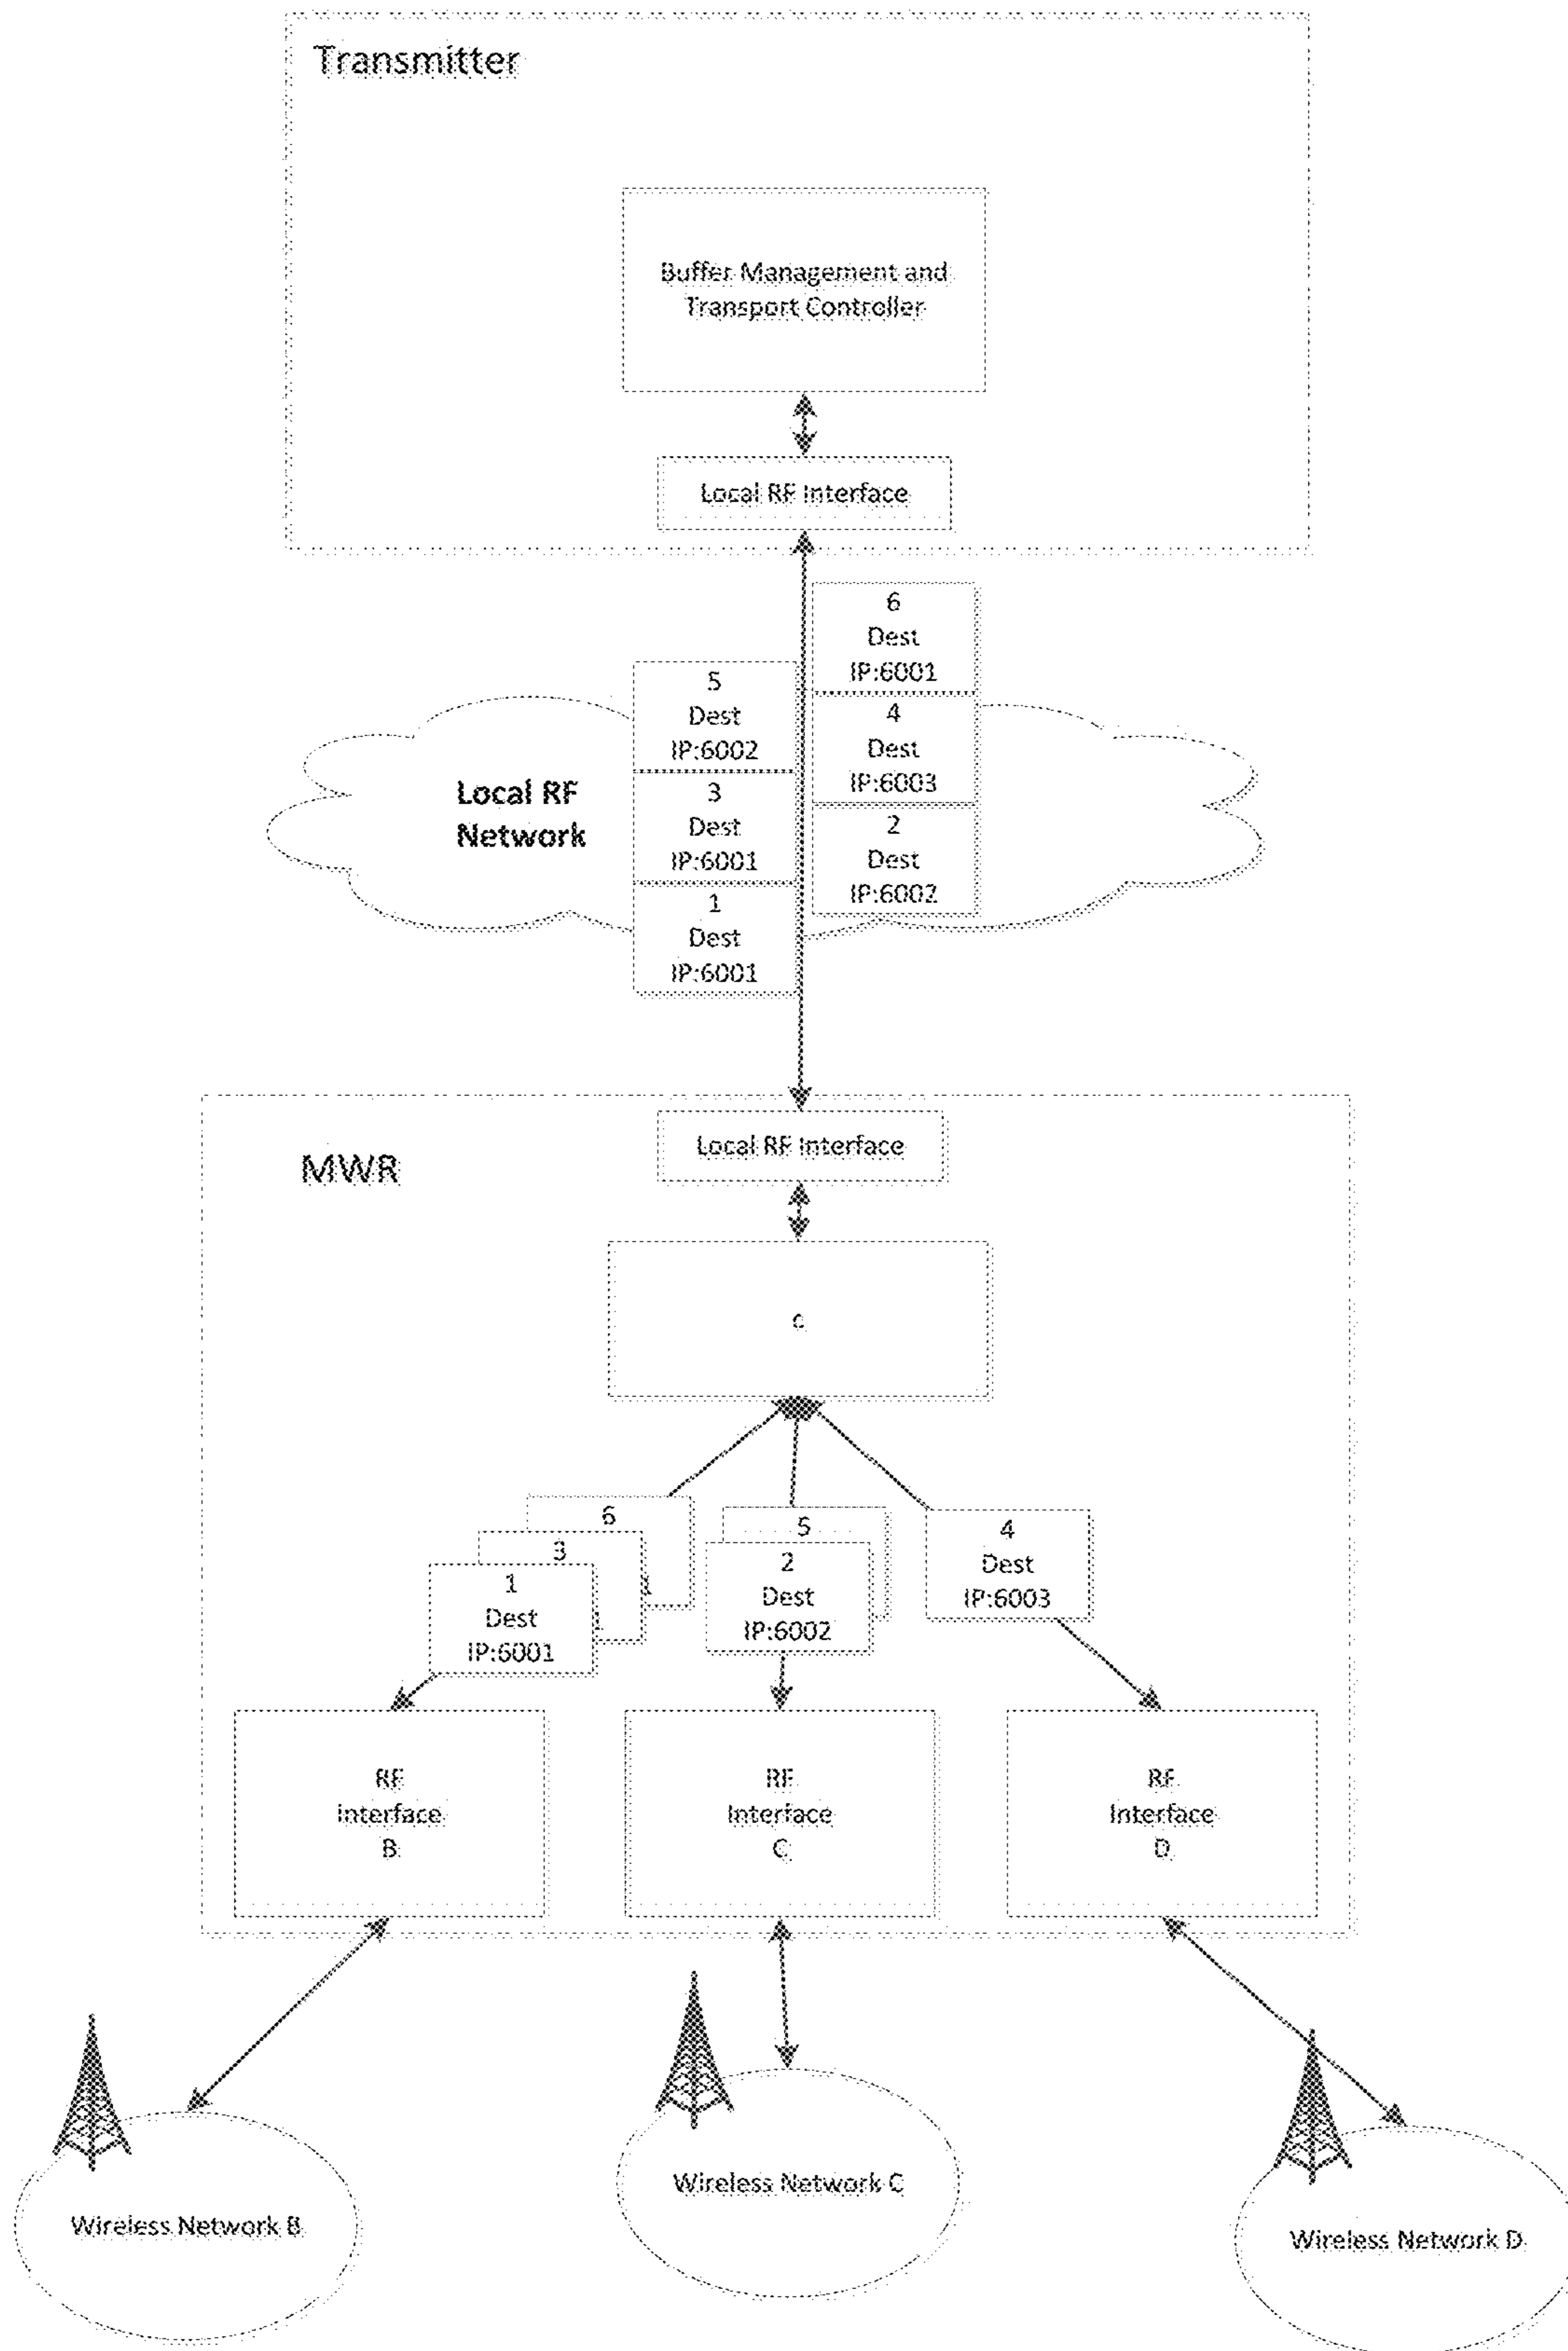 Transmitter
Buffer Management and
Transport Controller
Local RF Interface
6
Dest
IP:6001
5
Dest
IP:6002
4
Dest
IP:6003
Local RF
Network
3
Dest
IP:6001
2
Dest
IP:6002
1
Dest
IP:6001
MWR
Local RF Interface
6
3
1
Dest
IP:6001
5
2
Dest
IP:6002
4
Dest
IP:6003
RF
Interface
B
RF
Interface
C
RF
Interface
D
Wireless Network B
Wireless Network C
Wireless Network D